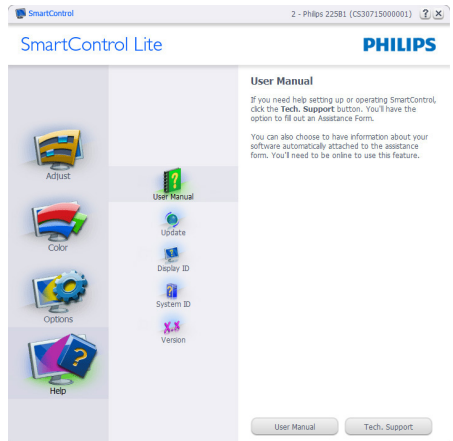 SmartControl
2 - Philips 225B1 (CS30715000001)
? ×
SmartControl Lite
PHILIPS
Adjust
Color
Options
?
Help
?
User Manual
Update
?
Display ID
?
System ID
X.X
Version
User Manual
If you need help setting up or operating SmartControl,
click the Tech. Support button. You'll have the
option to fill out an Assistance Form.
You can also choose to have information about your
software automatically attached to the assistance
form. You'll need to be online to use this feature.
User Manual
Tech. Support